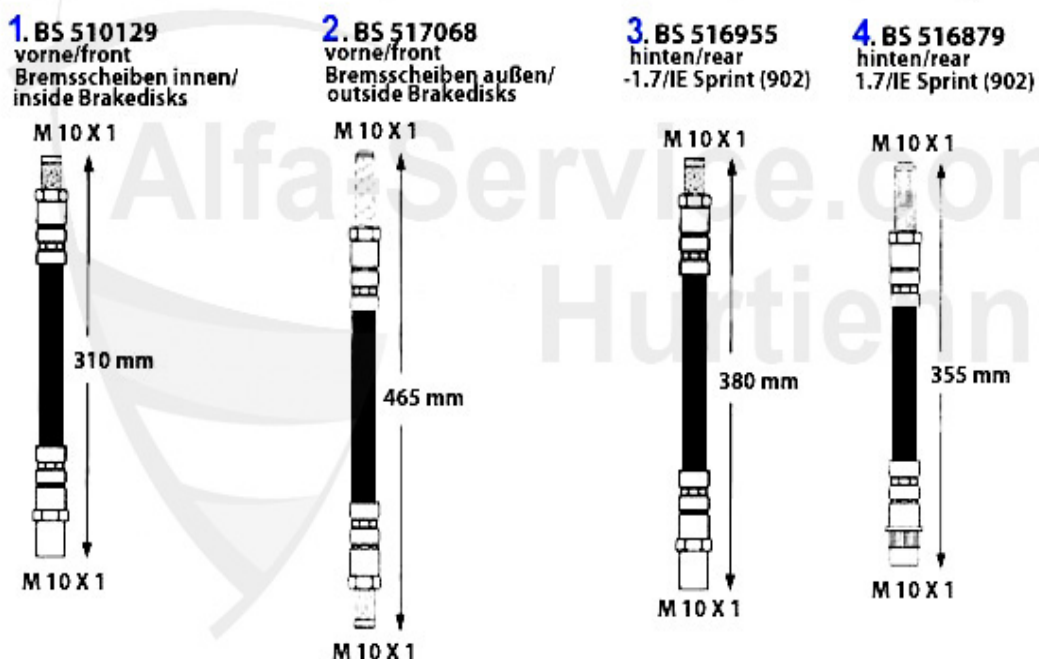 1. BS 510129
vorne/front
Bremsscheiben innen/
inside Brakedisks
M 10 X 1
310 mm
M 10 X 1
2. BS 517068
vorne/front
Bremsscheiben außen/
outside Brakedisks
M 10 X 1
465 mm
M 10 X 1
3. BS 516955
hinten/rear
-1.7/IE Sprint (902)
M 10 X 1
380 mm
M 10 X 1
4. BS 516879
hinten/rear
1.7/IE Sprint (902)
M 10 X 1
355 mm
M 10 X 1
Alfa-Service.com
Hurtienn